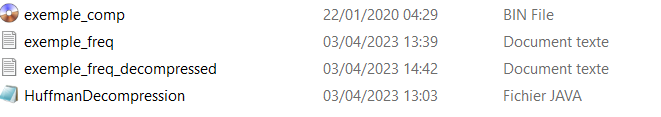 exemple_comp 22/01/2020 04:29 BIN File
exemple_freq 03/04/2023 13:39 Document texte
exemple_freq_decompressed 03/04/2023 14:42 Document texte
HuffmanDecompression 03/04/2023 13:03 Fichier JAVA